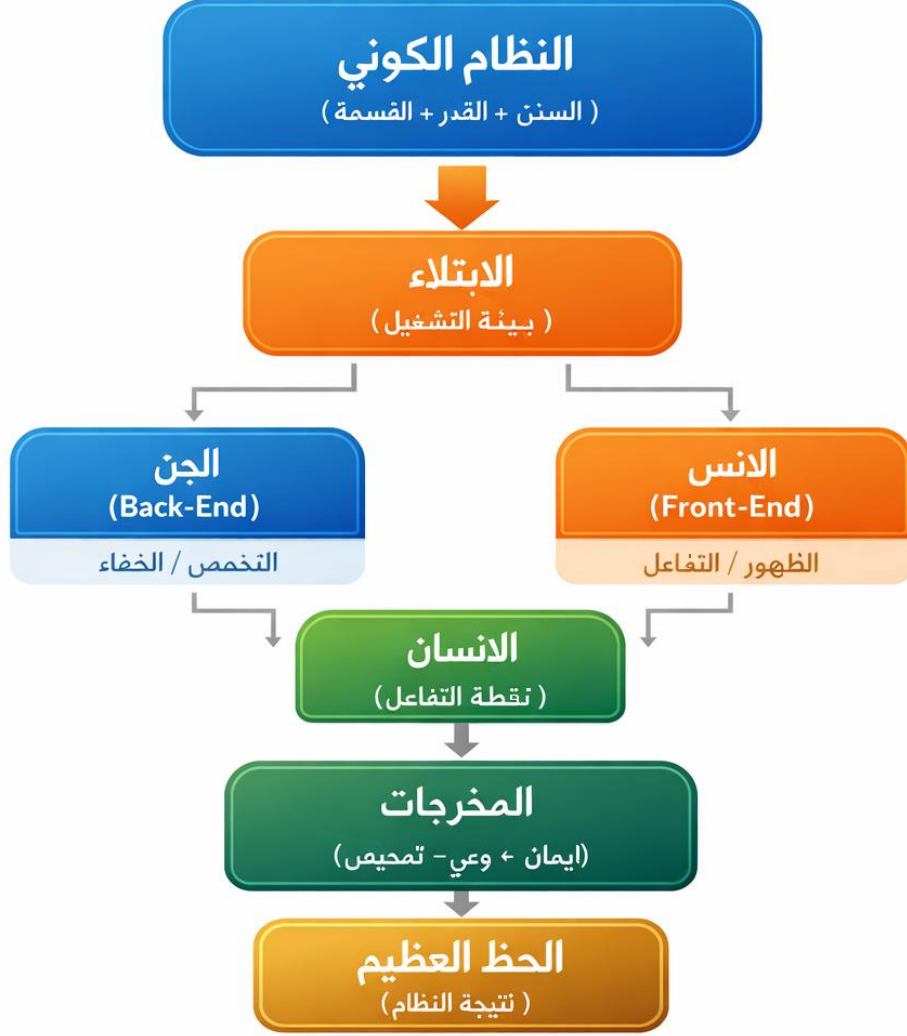 النظام الكوني
( السنن + القدر + القسمة )
الابتلاء
( بيئة التشغيل )
الانس
(Front-End)
الظهور / التفاعل
الجن
(Back-End)
التخمص / الخفاء
الانسان
( نقطة التفاعل )
المخرجات
(ايمان ← وعي – تمحيص)
الحظ العظيم
( نتيجة النظام )